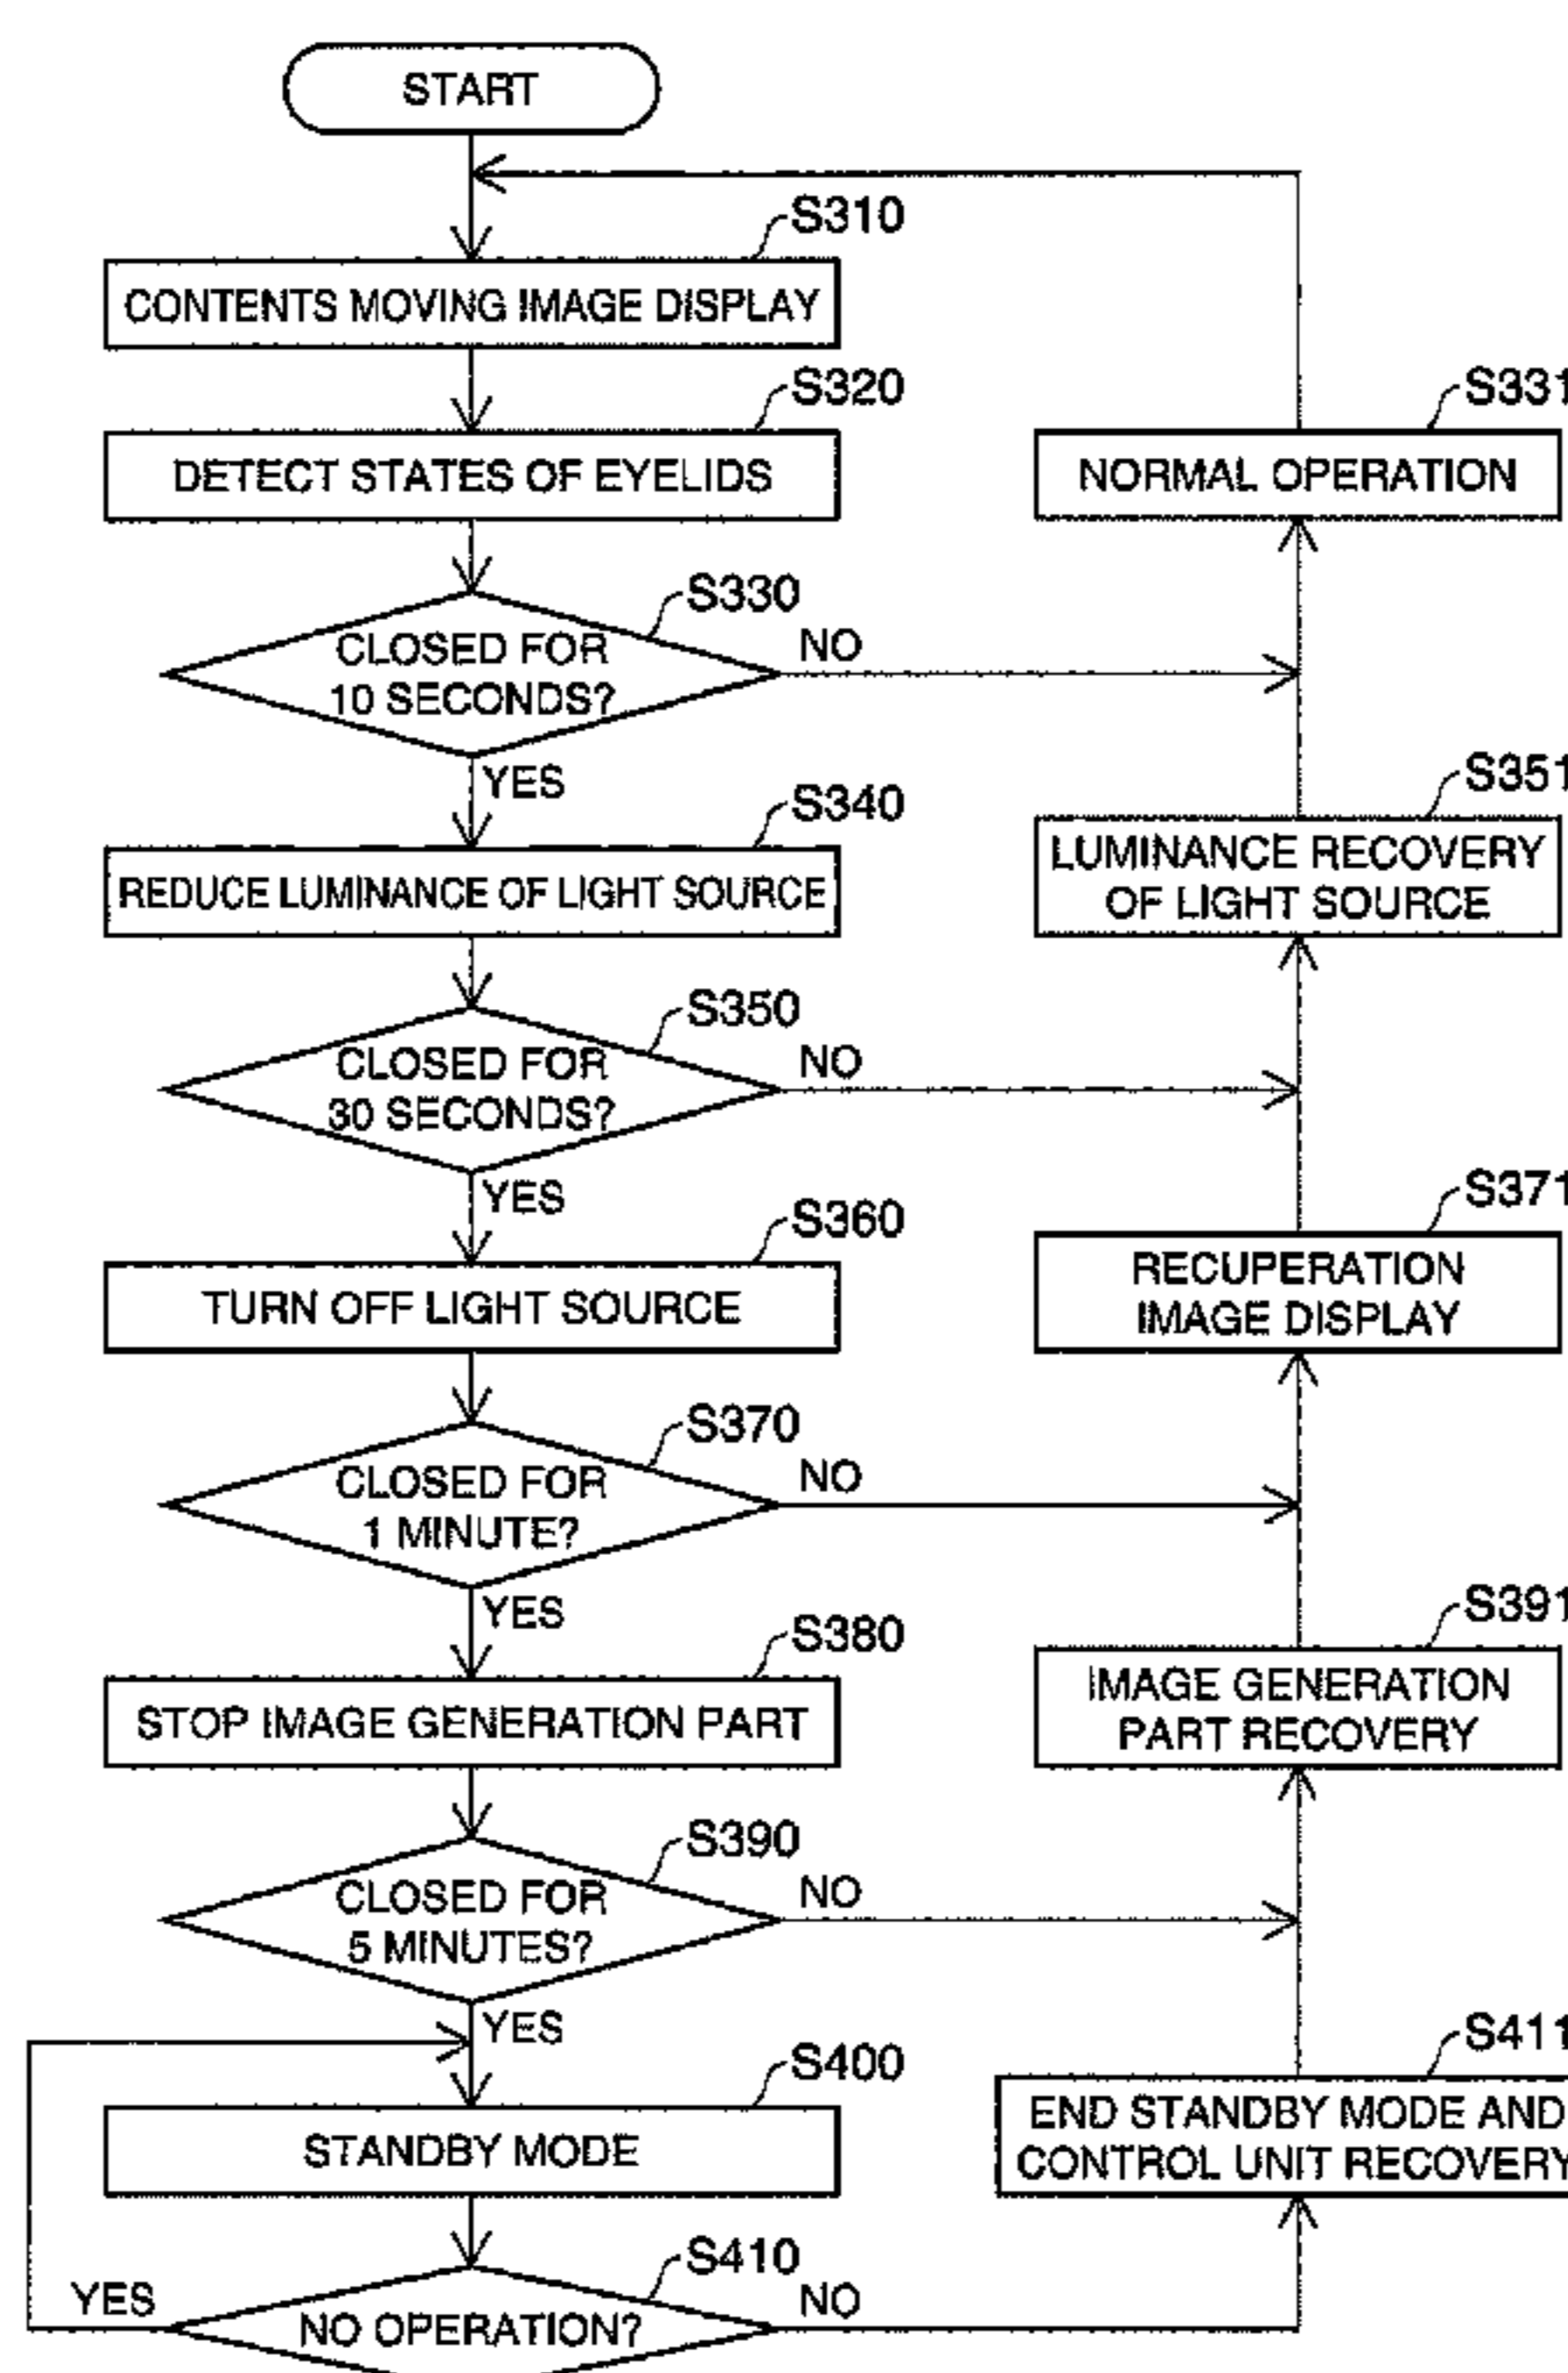 START
S310
CONTENTS MOVING IMAGE DISPLAY
S320
DETECT STATES OF EYELIDS
S331
NORMAL OPERATION
S330
CLOSED FOR
10 SECONDS?
NO
YES
S340
REDUCE LUMINANCE OF LIGHT SOURCE
S351
LUMINANCE RECOVERY
OF LIGHT SOURCE
S350
CLOSED FOR
30 SECONDS?
NO
YES
S360
TURN OFF LIGHT SOURCE
S371
RECUPERATION
IMAGE DISPLAY
S370
CLOSED FOR
1 MINUTE?
NO
YES
S380
STOP IMAGE GENERATION PART
S391
IMAGE GENERATION
PART RECOVERY
S390
CLOSED FOR
5 MINUTES?
NO
YES
S400
STANDBY MODE
S411
END STANDBY MODE AND
CONTROL UNIT RECOVERY
S410
NO OPERATION?
YES
NO